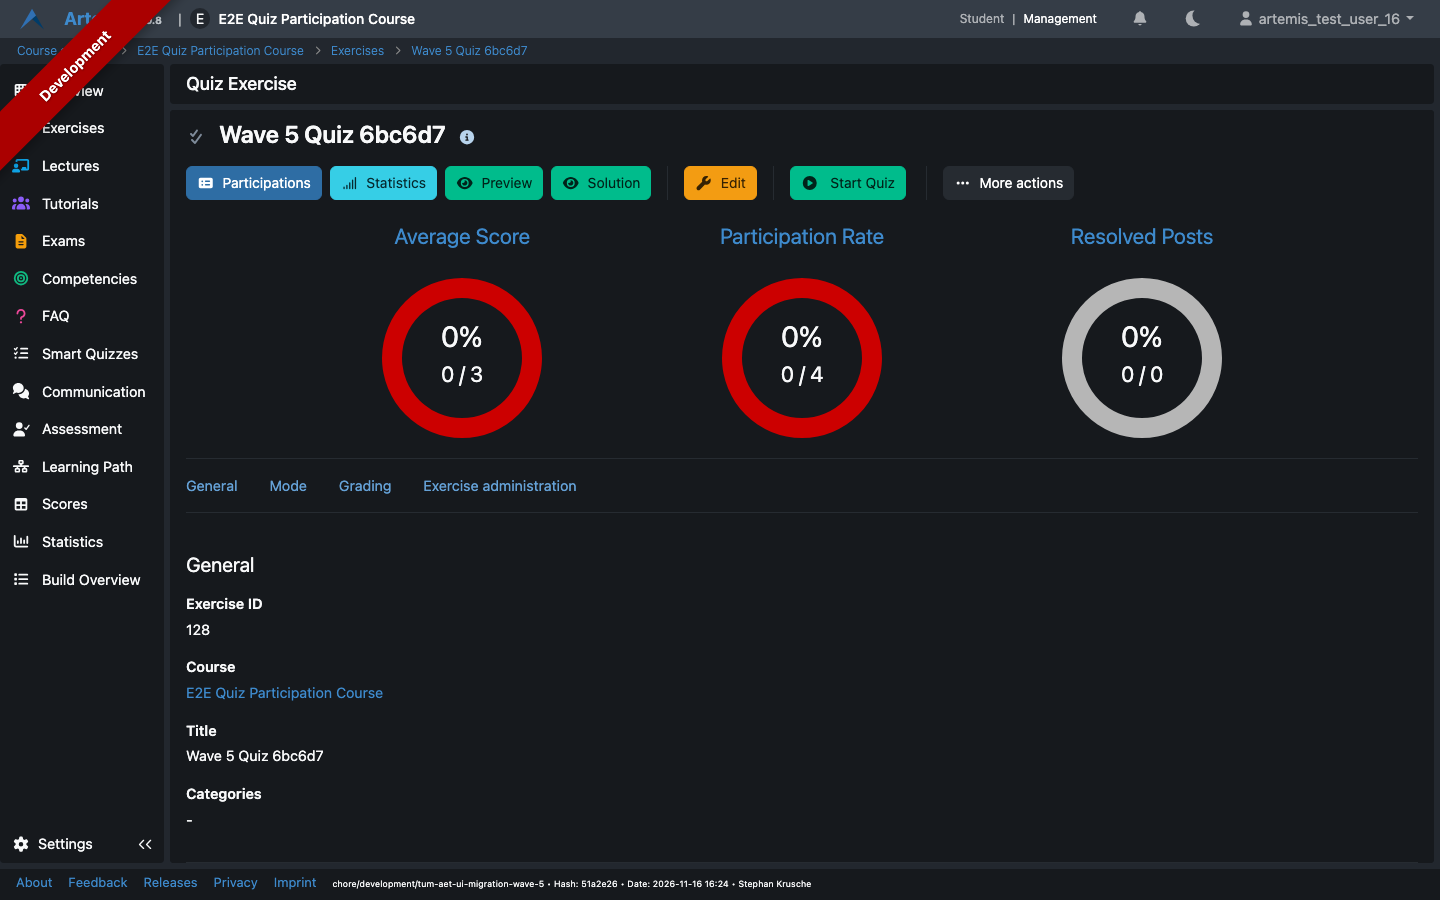 E E2E Quiz Participation Course
Student | Management
artemis_test_user_16
Development
Course
E2E Quiz Participation Course
Exercises
Wave 5 Quiz 6bc6d7
Exercises
Lectures
Tutorials
Exams
Competencies
FAQ
Smart Quizzes
Communication
Assessment
Learning Path
Scores
Statistics
Build Overview
Settings
Quiz Exercise
Wave 5 Quiz 6bc6d7
Participations
Statistics
Preview
Solution
Edit
Start Quiz
More actions
Average Score
0%
0 / 3
Participation Rate
0%
0 / 4
Resolved Posts
0%
0 / 0
General
Mode
Grading
Exercise administration
General
Exercise ID
128
Course
E2E Quiz Participation Course
Title
Wave 5 Quiz 6bc6d7
Categories
-
About
Feedback
Releases
Privacy
Imprint
chore/development/tum-aet-ui-migration-wave-5 • Hash: 51a2e26 • Date: 2026-11-16 16:24 • Stephan Krusche